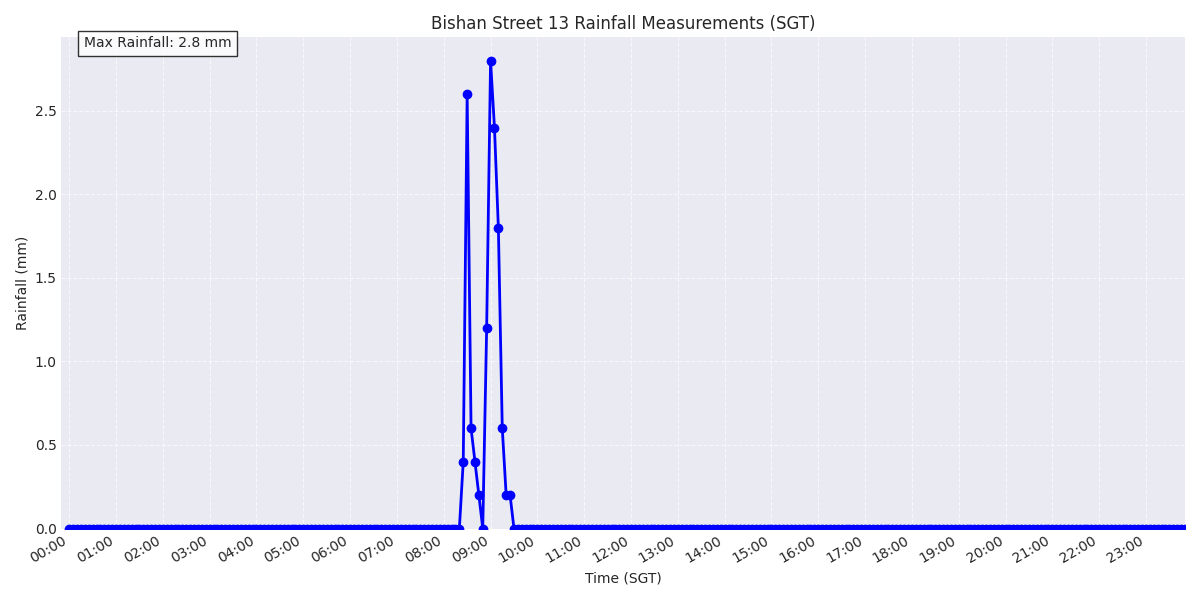 Bishan Street 13 Rainfall Measurements (SGT)
Max Rainfall: 2.8 mm
Rainfall (mm)
2.5
2.0
1.5
1.0
0.5
0.0
00:00 01:00 02:00 03:00 04:00 05:00 06:00 07:00 08:00 09:00 10:00 11:00 12:00 13:00 14:00 15:00 16:00 17:00 18:00 19:00 20:00 21:00 22:00 23:00
Time (SGT)